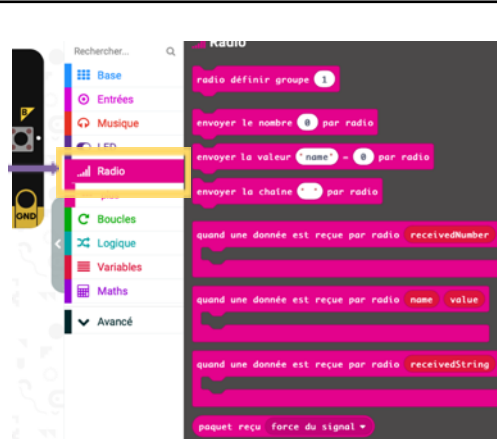 Rechercher...
Base
Entrées
Musique
LED
Radio
plus
Boucles
Logique
Variables
Maths
Avancé
B
GND
Radio
radio définir groupe 1
envoyer le nombre 0 par radio
envoyer la valeur "name" = 0 par radio
envoyer la chaîne " " par radio
quand une donnée est reçue par radio receivedNumber
quand une donnée est reçue par radio name value
quand une donnée est reçue par radio receivedString
paquet reçu force du signal